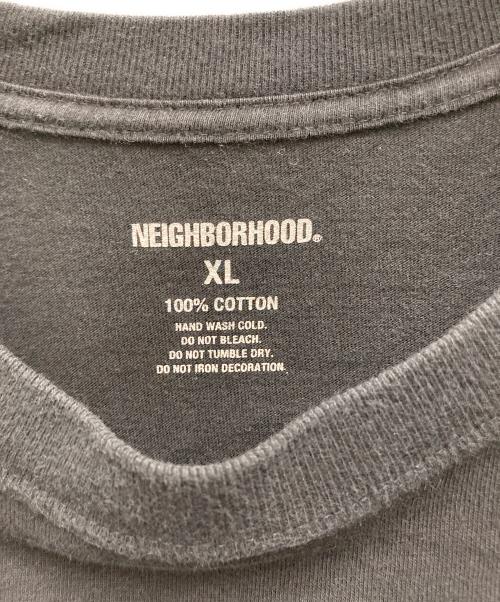 NEIGHBORHOOD®
XL
100% COTTON
HAND WASH COLD.
DO NOT BLEACH.
DO NOT TUMBLE DRY.
DO NOT IRON DECORATION.